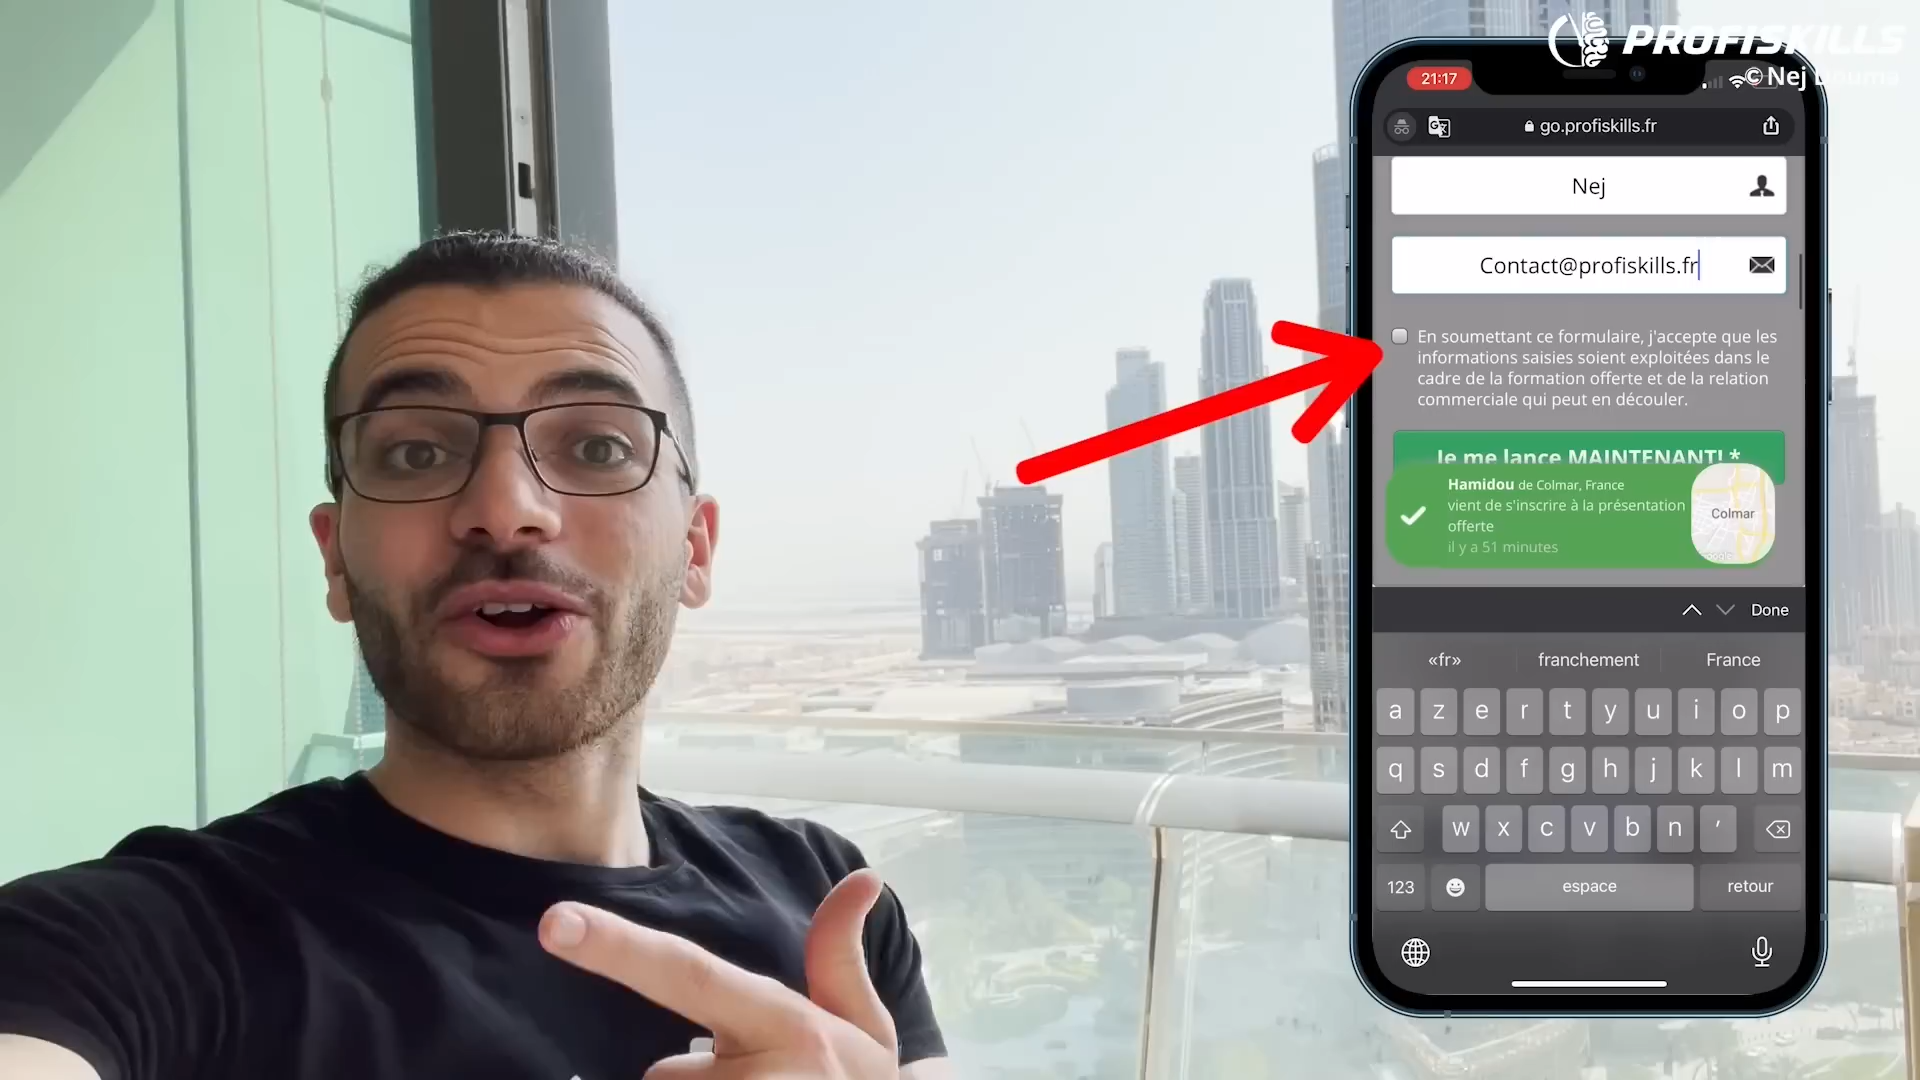 PROFISKILLS
© Nej Douma
21:17
go.profiskills.fr
Nej
Contact@profiskills.fr
En soumettant ce formulaire, j'accepte que les
informations saisies soient exploitées dans le
cadre de la formation offerte et de la relation
commerciale qui peut en découler.
Je me lance MAINTENANT! *
Hamidou de Colmar, France
vient de s'inscrire à la présentation
offerte
il y a 51 minutes
Colmar
Google
Done
«fr» franchement France
a z e r t y u i o p
q s d f g h j k l m
w x c v b n ’
123 espace retour